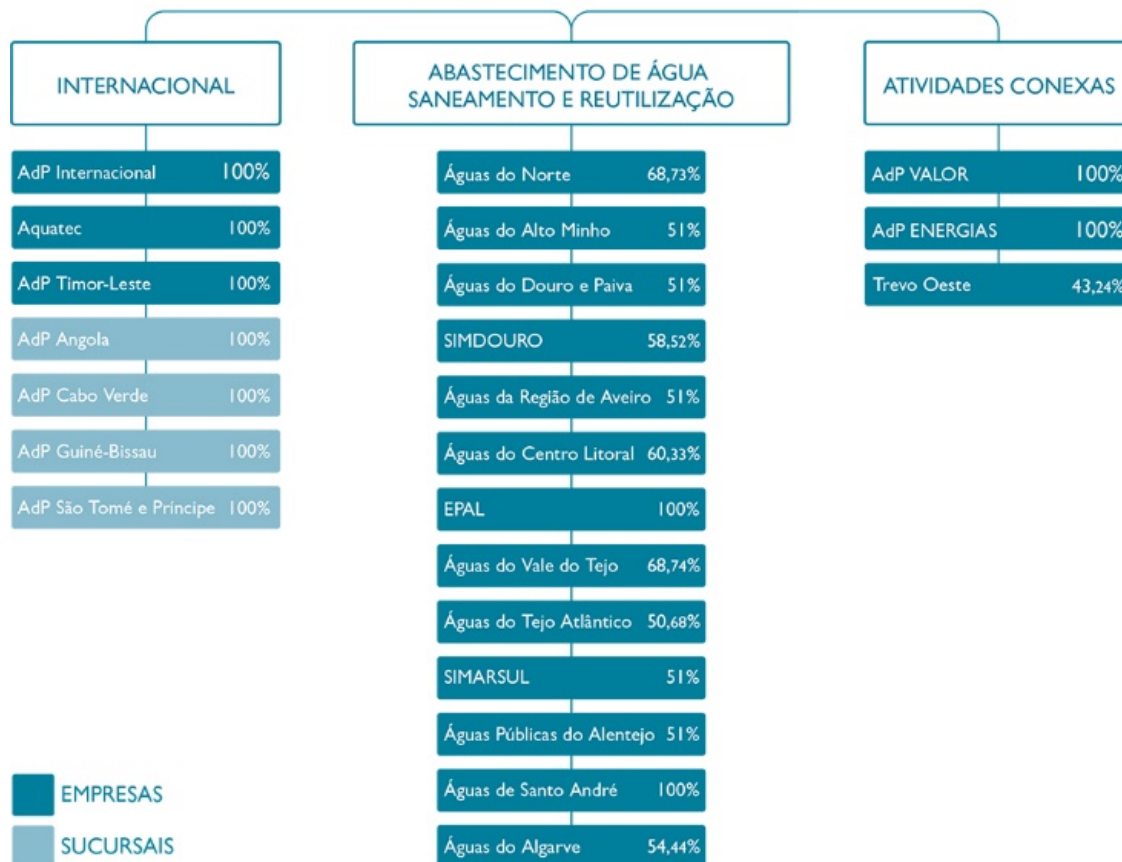 INTERNACIONAL
AdP Internacional 100%
Aquatec 100%
AdP Timor-Leste 100%
AdP Angola 100%
AdP Cabo Verde 100%
AdP Guiné-Bissau 100%
AdP São Tomé e Príncipe 100%
ABASTECIMENTO DE ÁGUA
SANEAMENTO E REUTILIZAÇÃO
Águas do Norte 68,73%
Águas do Alto Minho 51%
Águas do Douro e Paiva 51%
SIMDOURO 58,52%
Águas da Região de Aveiro 51%
Águas do Centro Litoral 60,33%
EPAL 100%
Águas do Vale do Tejo 68,74%
Águas do Tejo Atlântico 50,68%
SIMARSUL 51%
Águas Públicas do Alentejo 51%
Águas de Santo André 100%
Águas do Algarve 54,44%
ATIVIDADES CONEXAS
AdP VALOR 100%
AdP ENERGIAS 100%
Trevo Oeste 43,24%
EMPRESAS
SUCURSAIS